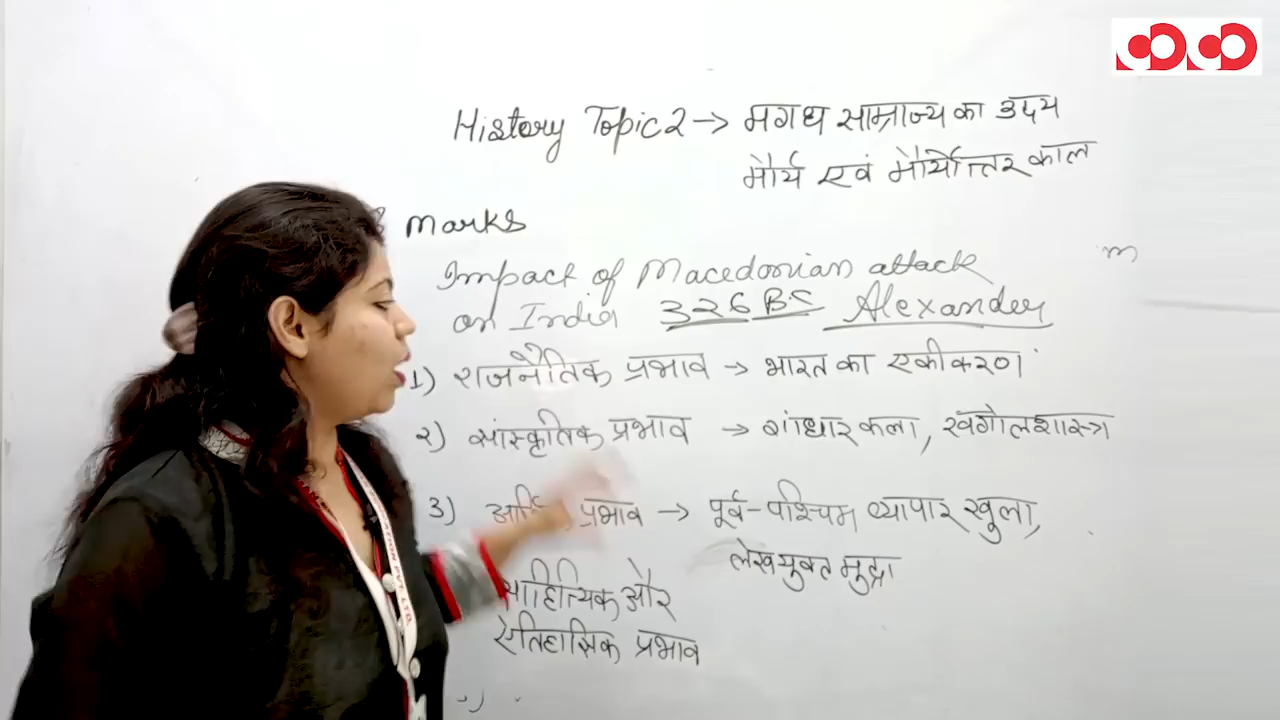 History Topic 2 → मगध साम्राज्य का उदय
मौर्य एवं मौर्योत्तर काल
Marks
Impact of Macedonian attack
on India 326 BC Alexander
1) राजनैतिक प्रभाव → भारत का एकीकरण
२) सांस्कृतिक प्रभाव → गांधार कला, खगोलशास्त्र
3) प्रभाव → पूर्व-पश्चिम व्यापार खुला,
लेखयुक्त मुद्रा
साहित्यिक और
ऐतिहासिक प्रभाव